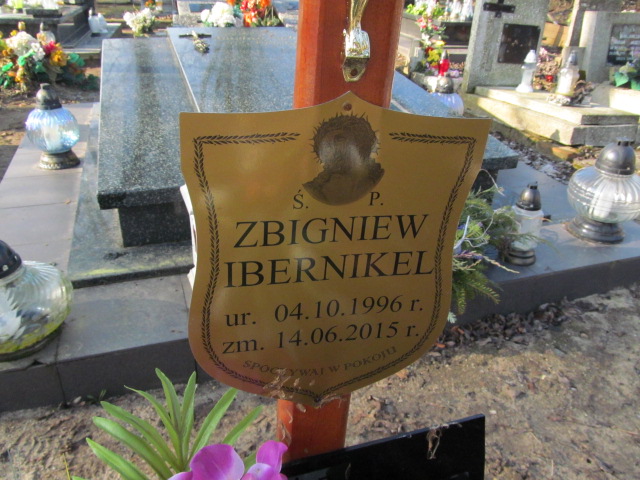 Ś. P.
ZBIGNIEW
IBERNIKEL
ur. 04.10.1996 r.
zm. 14.06.2015 r.
SPOCZYWAJ W POKOJU